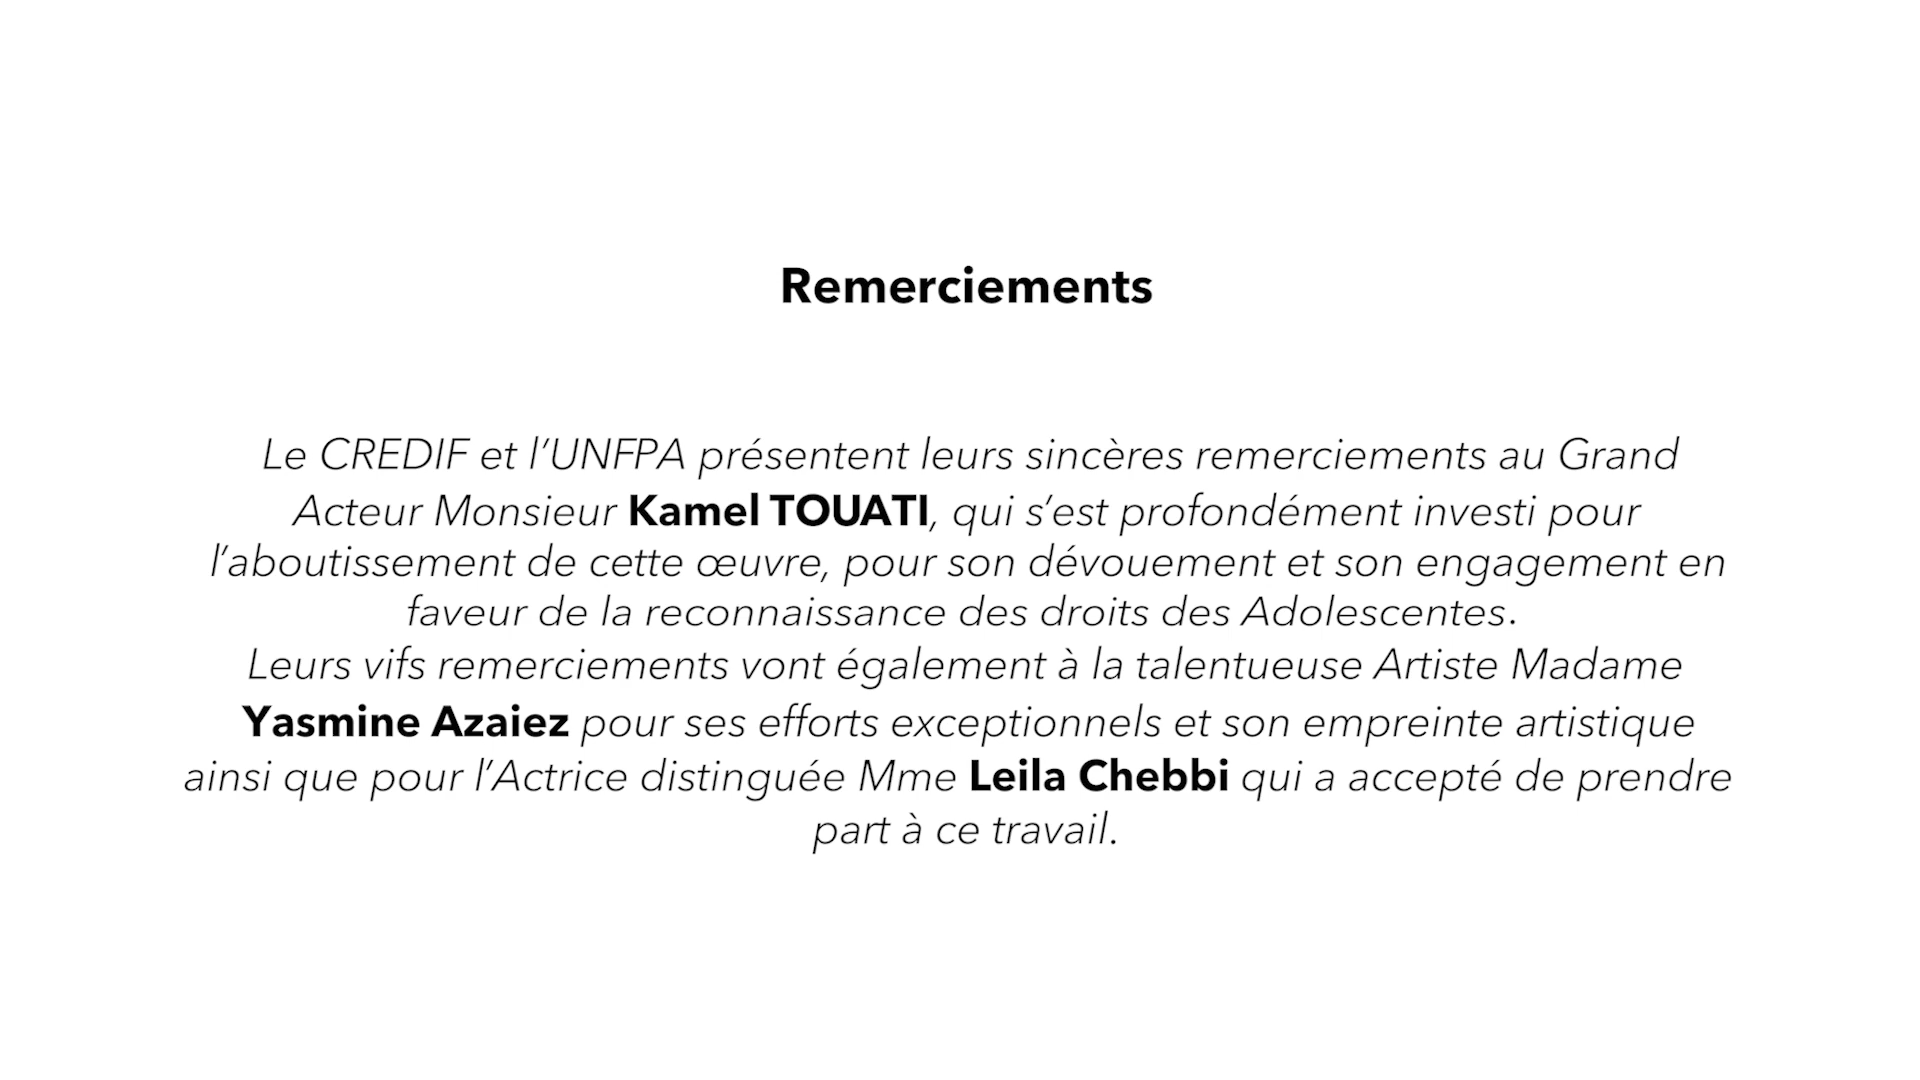 Remerciements
Le CREDIF et l’UNFPA présentent leurs sincères remerciements au Grand
Acteur Monsieur Kamel TOUATI, qui s’est profondément investi pour
l’aboutissement de cette œuvre, pour son dévouement et son engagement en
faveur de la reconnaissance des droits des Adolescentes.
Leurs vifs remerciements vont également à la talentueuse Artiste Madame
Yasmine Azaiez pour ses efforts exceptionnels et son empreinte artistique
ainsi que pour l’Actrice distinguée Mme Leila Chebbi qui a accepté de prendre
part à ce travail.